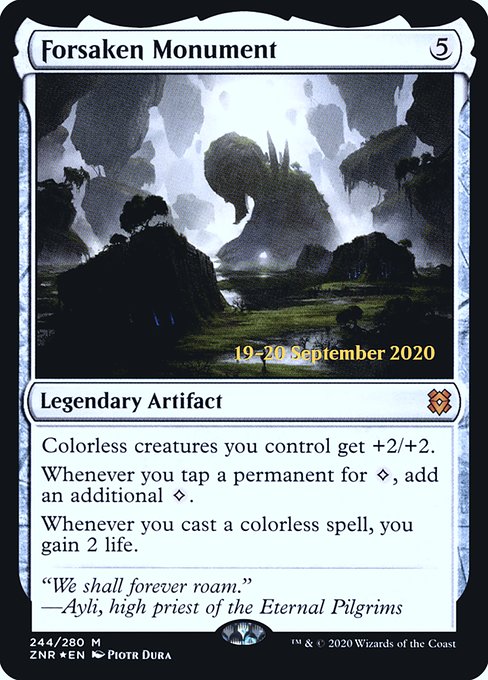 Forsaken Monument 5
19–20 September 2020
Legendary Artifact
Colorless creatures you control get +2/+2.
Whenever you tap a permanent for ◇, add
an additional ◇.
Whenever you cast a colorless spell, you
gain 2 life.
“We shall forever roam.”
—Ayli, high priest of the Eternal Pilgrims
244/280 M
ZNR ★ EN Piotr Dura
™ & © 2020 Wizards of the Coast